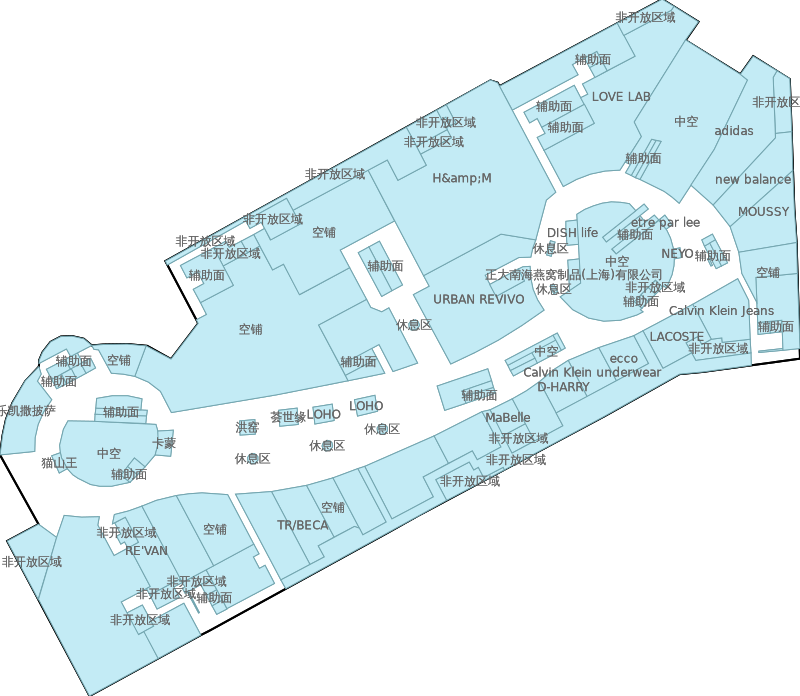 非开放区域
辅助面
LOVE LAB
辅助面
非开放区
中空
辅助面
非开放区域
adidas
非开放区域
辅助面
非开放区域
H&amp;M
new balance
MOUSSY
非开放区域
etre par lee
空铺
DISH life
辅助面
非开放区域
休息区
非开放区域
NEYO
辅助面
中空
辅助面
辅助面
正大南海燕窝制品(上海)有限公司
空铺
休息区
非开放区域
URBAN REVIVO
辅助面
Calvin Klein Jeans
休息区
辅助面
空铺
LACOSTE
非开放区域
中空
ecco
辅助面
空铺
辅助面
Calvin Klein underwear
辅助面
D-HARRY
辅助面
LOHO
乐凯撒披萨
辅助面
荟世缘
LOHO
MaBelle
洪窑
休息区
非开放区域
卡蒙
休息区
中空
休息区
非开放区域
猫山王
辅助面
非开放区域
空铺
TR/BECA
空铺
非开放区域
RE'VAN
非开放区域
非开放区域
非开放区域
辅助面
非开放区域